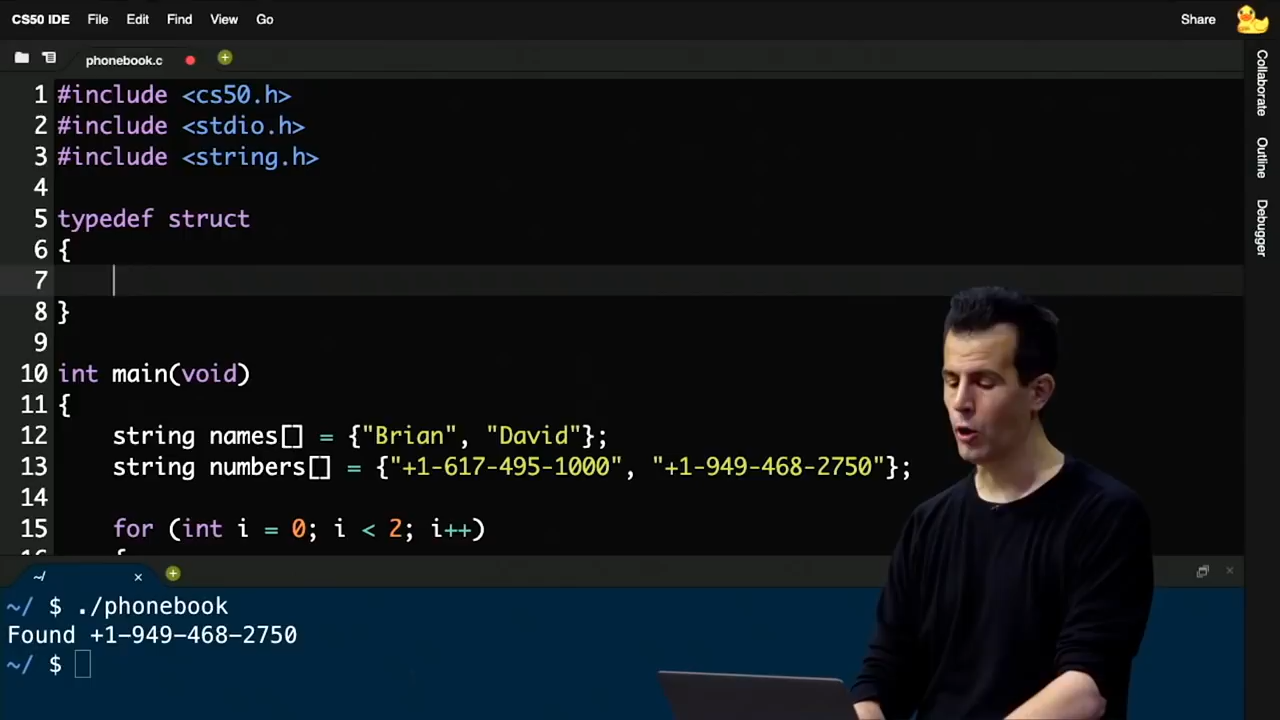 CS50 IDE File Edit Find View Go Share
phonebook.c
1 #include <cs50.h>
2 #include <stdio.h>
3 #include <string.h>
4
5 typedef struct
6 {
7
8 }
9
10 int main(void)
11 {
12 string names[] = {"Brian", "David"};
13 string numbers[] = {"+1-617-495-1000", "+1-949-468-2750"};
14
15 for (int i = 0; i < 2; i++)
16 {
Collaborate
Outline
Debugger
~/
~/ $ ./phonebook
Found +1-949-468-2750
~/ $